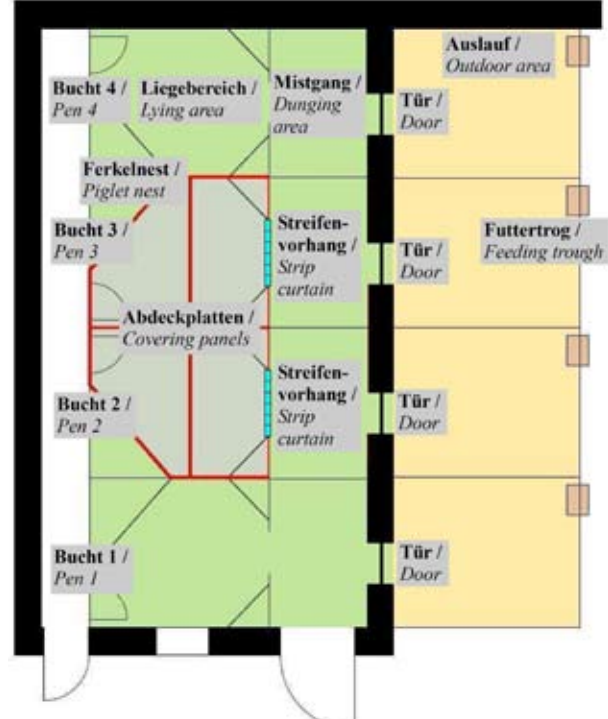 Bucht 4 /
Pen 4
Liegebereich /
Lying area
Mistgang /
Dunging
area
Auslauf /
Outdoor area
Tür /
Door
Ferkelnest /
Piglet nest
Bucht 3 /
Pen 3
Streifen-
vorhang /
Strip
curtain
Tür /
Door
Futtertrog /
Feeding trough
Abdeckplatten /
Covering panels
Bucht 2 /
Pen 2
Streifen-
vorhang /
Strip
curtain
Tür /
Door
Bucht 1 /
Pen 1
Tür /
Door